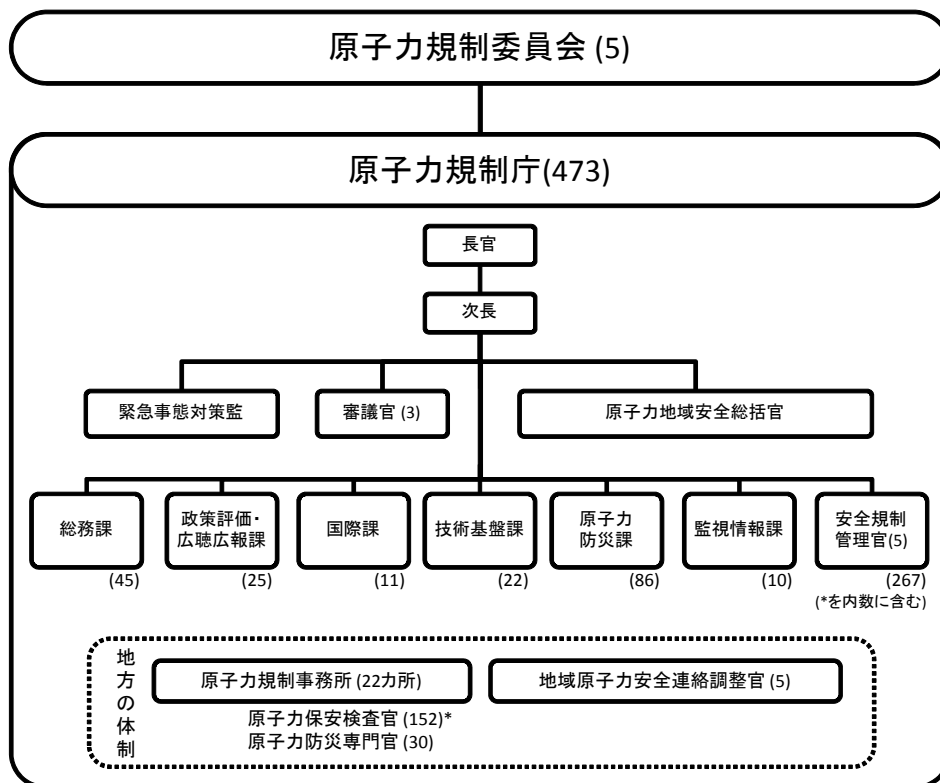 原子力規制委員会 (5)
原子力規制庁(473)
長官
次長
緊急事態対策監
審議官 (3)
原子力地域安全総括官
総務課
(45)
政策評価・
広聴広報課
(25)
国際課
(11)
技術基盤課
(22)
原子力
防災課
(86)
監視情報課
(10)
安全規制
管理官(5)
(267)
(*を内数に含む)
地方の体制
原子力規制事務所 (22カ所)
原子力保安検査官 (152)*
原子力防災専門官 (30)
地域原子力安全連絡調整官 (5)